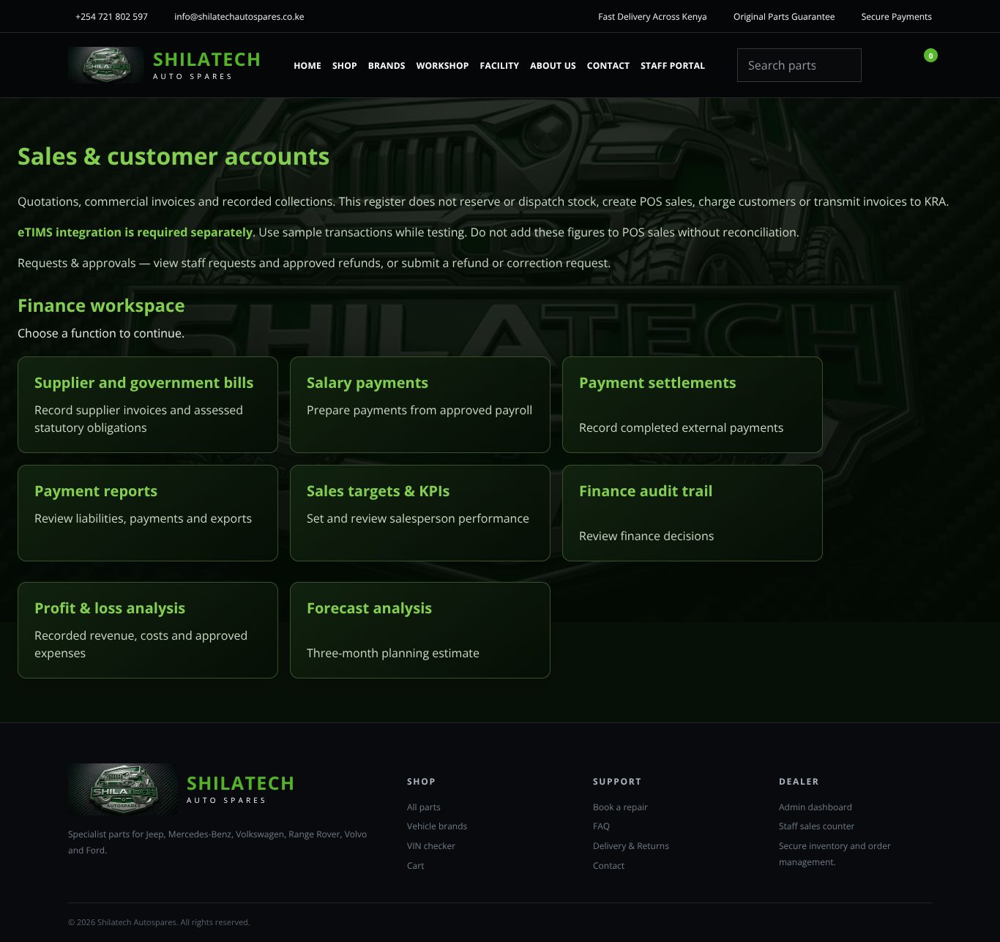 +254 721 802 597
info@shilatechautospares.co.ke
Fast Delivery Across Kenya
Original Parts Guarantee
Secure Payments
SHILATECH
SHILATECH
AUTO SPARES
HOME
SHOP
BRANDS
WORKSHOP
FACILITY
ABOUT US
CONTACT
STAFF PORTAL
Search parts
0
Sales & customer accounts
Quotations, commercial invoices and recorded collections. This register does not reserve or dispatch stock, create POS sales, charge customers or transmit invoices to KRA.
eTIMS integration is required separately. Use sample transactions while testing. Do not add these figures to POS sales without reconciliation.
Requests & approvals — view staff requests and approved refunds, or submit a refund or correction request.
SHILATECH
Finance workspace
Choose a function to continue.
Supplier and government bills
Record supplier invoices and assessed
statutory obligations
Salary payments
Prepare payments from approved payroll
Payment settlements
Record completed external payments
Payment reports
Review liabilities, payments and exports
Sales targets & KPIs
Set and review salesperson performance
Finance audit trail
Review finance decisions
Profit & loss analysis
Recorded revenue, costs and approved
expenses
Forecast analysis
Three-month planning estimate
SHILATECH
AUTOSPARES
SHILATECH
AUTO SPARES
Specialist parts for Jeep, Mercedes-Benz, Volkswagen, Range Rover, Volvo
and Ford.
SHOP
All parts
Vehicle brands
VIN checker
Cart
SUPPORT
Book a repair
FAQ
Delivery & Returns
Contact
DEALER
Admin dashboard
Staff sales counter
Secure inventory and order
management.
© 2026 Shilatech Autospares. All rights reserved.